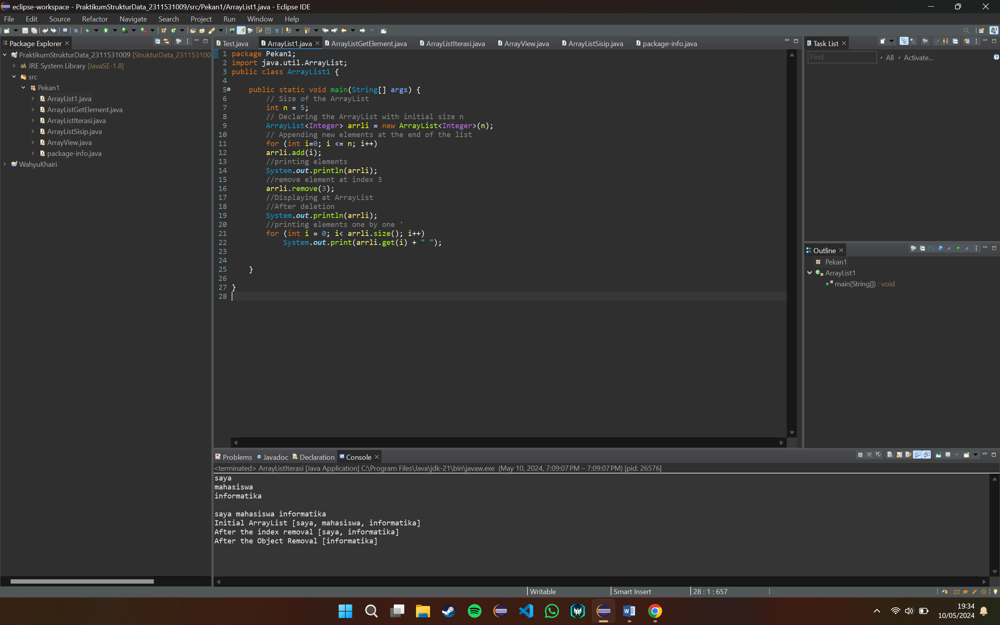 eclipse-workspace - PraktikumStrukturData_2311531009/src/Pekan1/ArrayList1.java - Eclipse IDE
File Edit Source Refactor Navigate Search Project Run Window Help
Package Explorer
PraktikumStrukturData_2311531009 [StrukturData_231153100
JRE System Library [JavaSE-1.8]
src
Pekan1
ArrayList1.java
ArrayListGetElement.java
ArrayListIterasi.java
ArrayListSisip.java
ArrayView.java
package-info.java
WahyuKhairi
Test.java ArrayList1.java ArrayListGetElement.java ArrayListIterasi.java ArrayView.java ArrayListSisip.java package-info.java
1 package Pekan1;
2 import java.util.ArrayList;
3 public class ArrayList1 {
4
5 public static void main(String[] args) {
6 // Size of the ArrayList
7 int n = 5;
8 // Declaring the ArrayList with initial size n
9 ArrayList<Integer> arrli = new ArrayList<Integer>(n);
10 // Appending new elements at the end of the list
11 for (int i=0; i <= n; i++)
12 arrli.add(i);
13 //printing elements
14 System.out.println(arrli);
15 //remove element at index 3
16 arrli.remove(3);
17 //Displaying at ArrayList
18 //After deletion
19 System.out.println(arrli);
20 //printing elements one by one '
21 for (int i = 0; i< arrli.size(); i++)
22 System.out.print(arrli.get(i) + " ");
23
24
25 }
26
27 }
28
Task List
Find All Activate...
Outline
Pekan1
ArrayList1
main(String[]) : void
Problems Javadoc Declaration Console
<terminated> ArrayListIterasi [Java Application] C:\Program Files\Java\jdk-21\bin\javaw.exe (May 10, 2024, 7:09:07 PM – 7:09:07 PM) [pid: 26576]
saya
mahasiswa
informatika
saya mahasiswa informatika
Initial ArrayList [saya, mahasiswa, informatika]
After the index removal [saya, informatika]
After the Object Removal [informatika]
Writable Smart Insert 28 : 1 : 657
19:34
10/05/2024